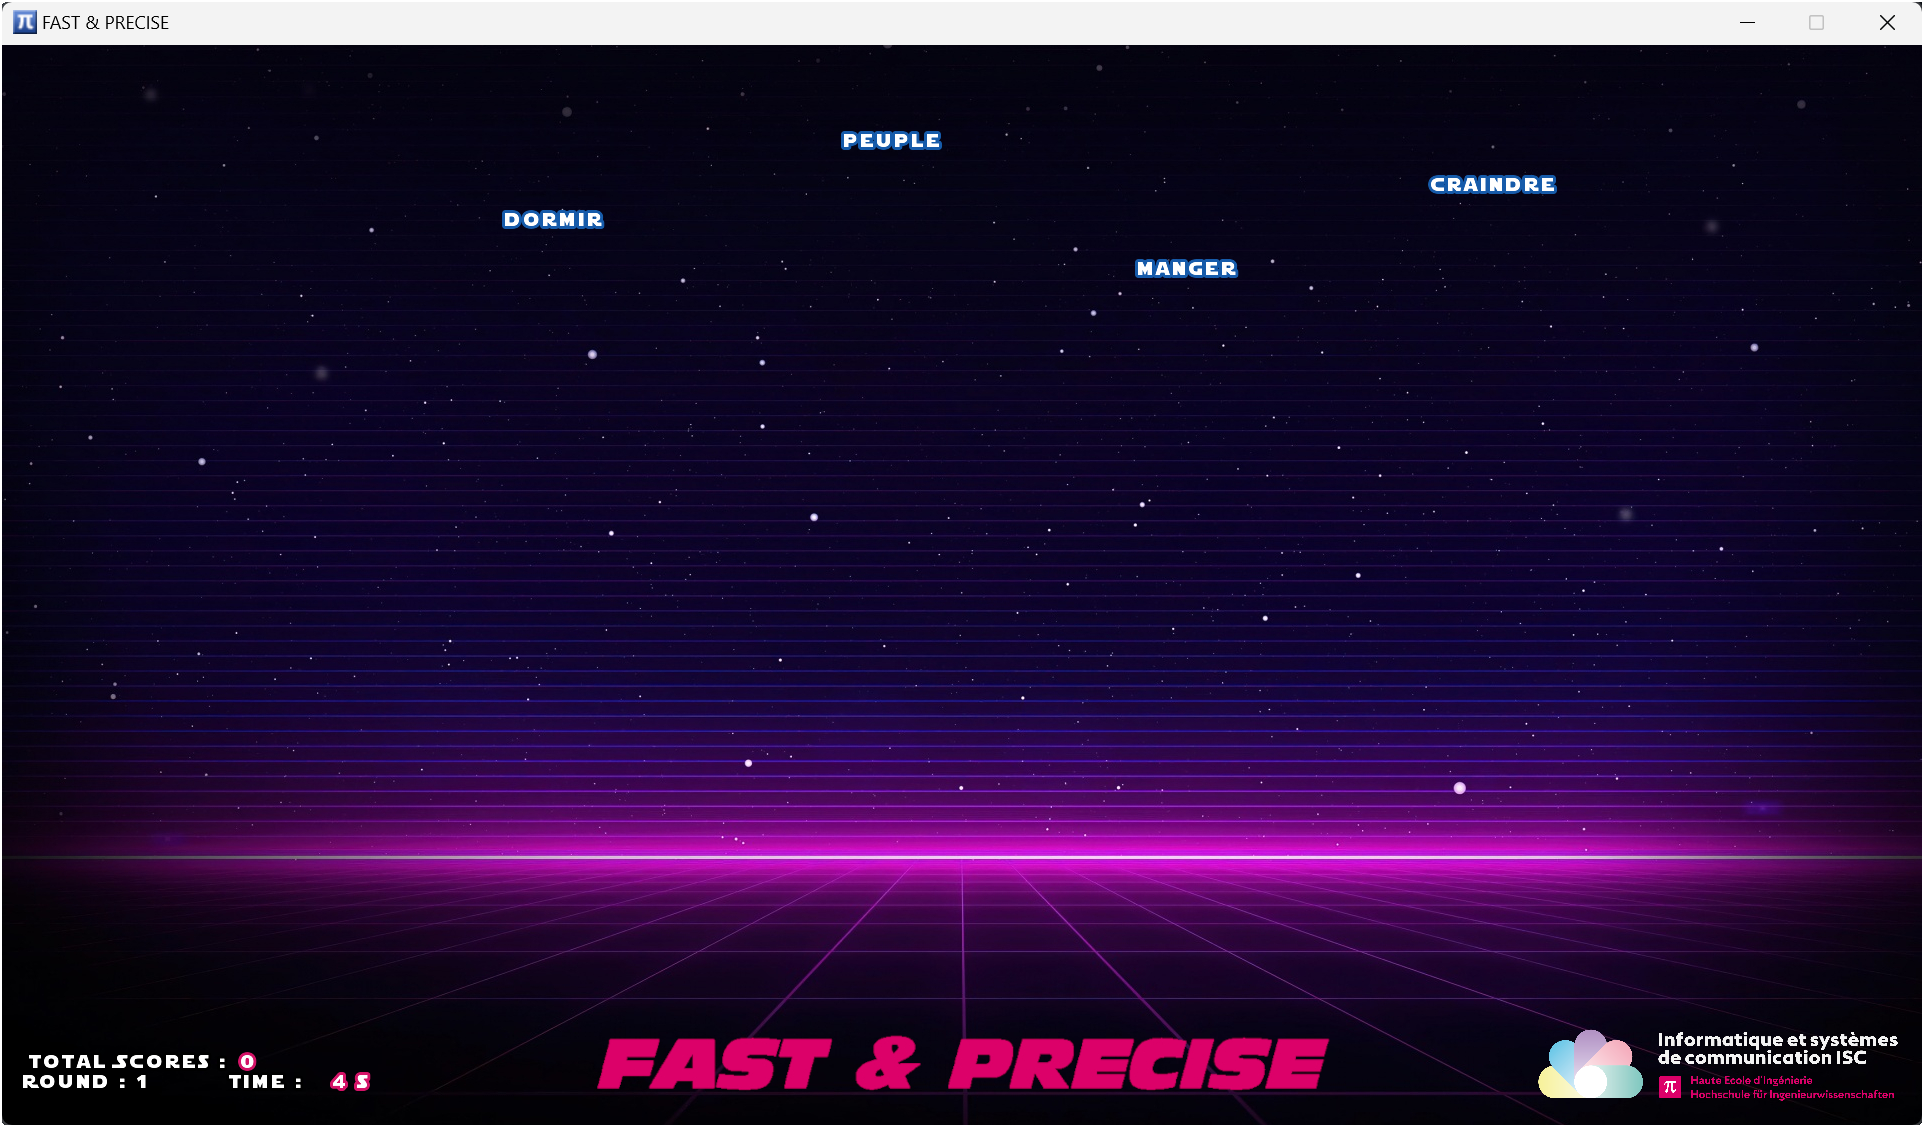 FAST & PRECISE
PEUPLE
CRAINDRE
DORMIR
MANGER
TOTAL SCORES : 0
ROUND : 1 TIME : 4 S
FAST & PRECISE
Informatique et systèmes
de communication ISC
Haute Ecole d'Ingénierie
Hochschule für Ingenieurwissenschaften